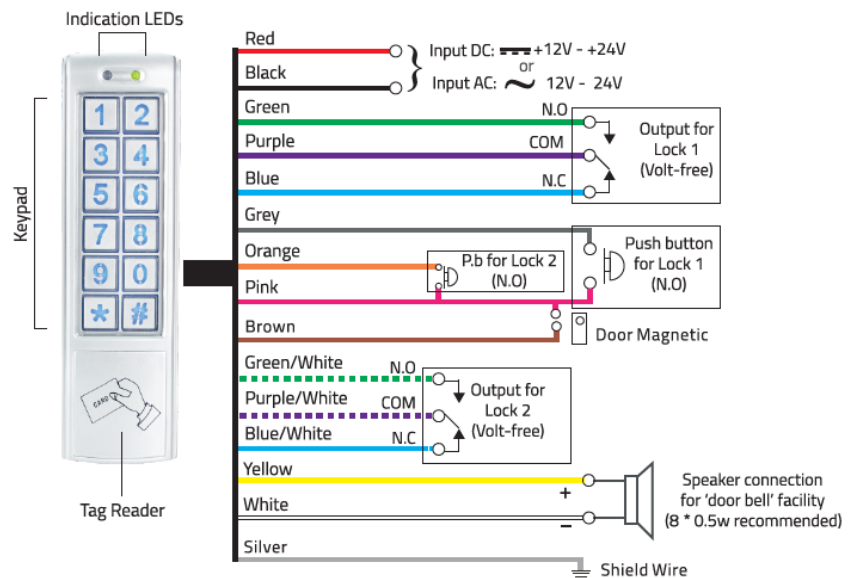 Indication LEDs
1 2
3 4
5 6
7 8
9 0
* #
Keypad
CARD
Tag Reader
Red
Black
Input DC: +12V - +24V
or
Input AC: 12V - 24V
Green
N.O
Purple
COM
Blue
N.C
Output for
Lock 1
(Volt-free)
Grey
Orange
Pink
Brown
P.b for Lock 2
(N.O)
Push button
for Lock 1
(N.O)
Door Magnetic
Green/White
N.O
Purple/White
COM
Blue/White
N.C
Output for
Lock 2
(Volt-free)
Yellow
+
White
–
Speaker connection
for 'door bell' facility
(8 * 0.5w recommended)
Silver
Shield Wire